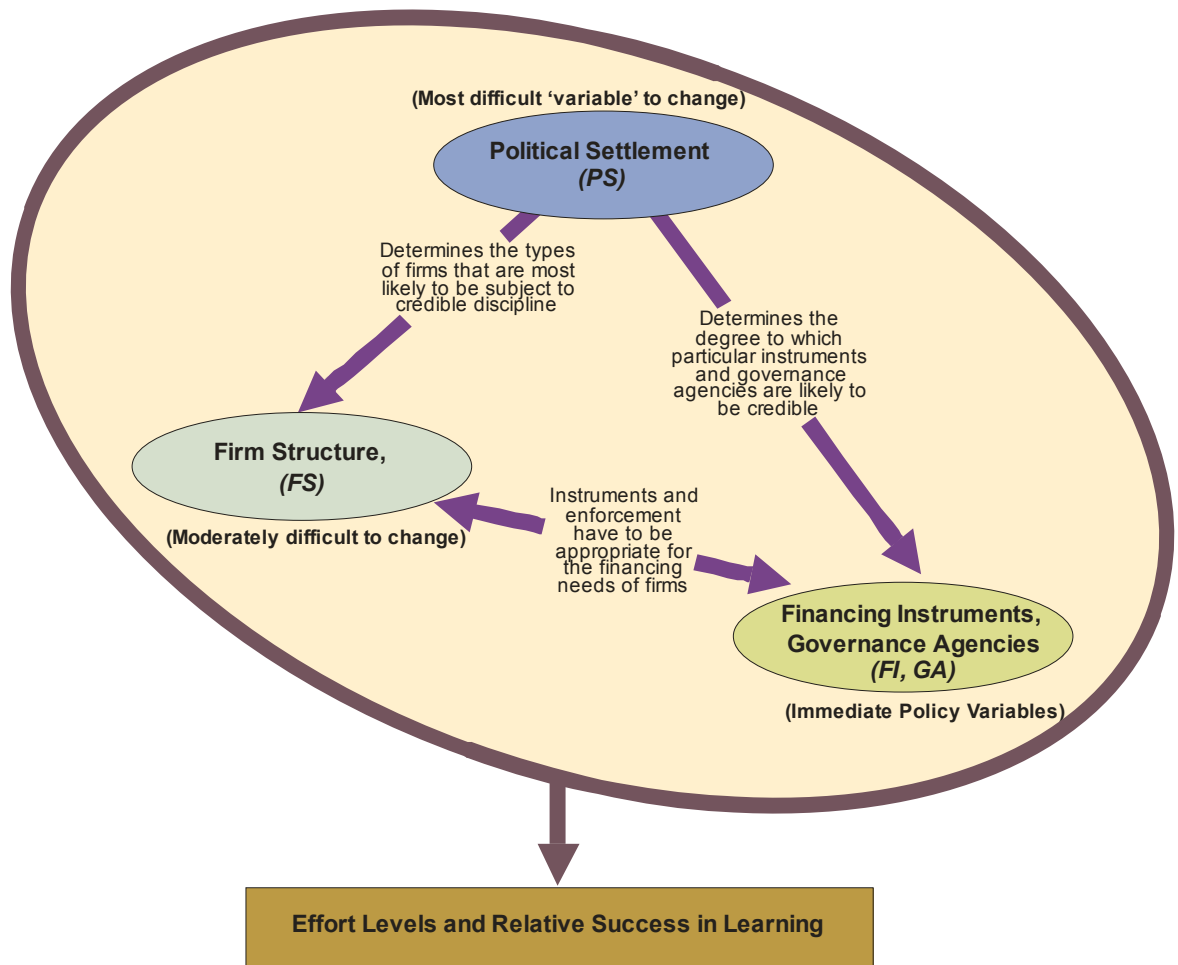 (Most difficult ‘variable’ to change)
Political Settlement
(PS)
Determines the types
of firms that are most
likely to be subject to
credible discipline
Determines the
degree to which
particular instruments
and governance
agencies are likely to
be credible
Firm Structure,
(FS)
(Moderately difficult to change)
Instruments and
enforcement
have to be
appropriate for
the financing
needs of firms
Financing Instruments,
Governance Agencies
(FI, GA)
(Immediate Policy Variables)
Effort Levels and Relative Success in Learning